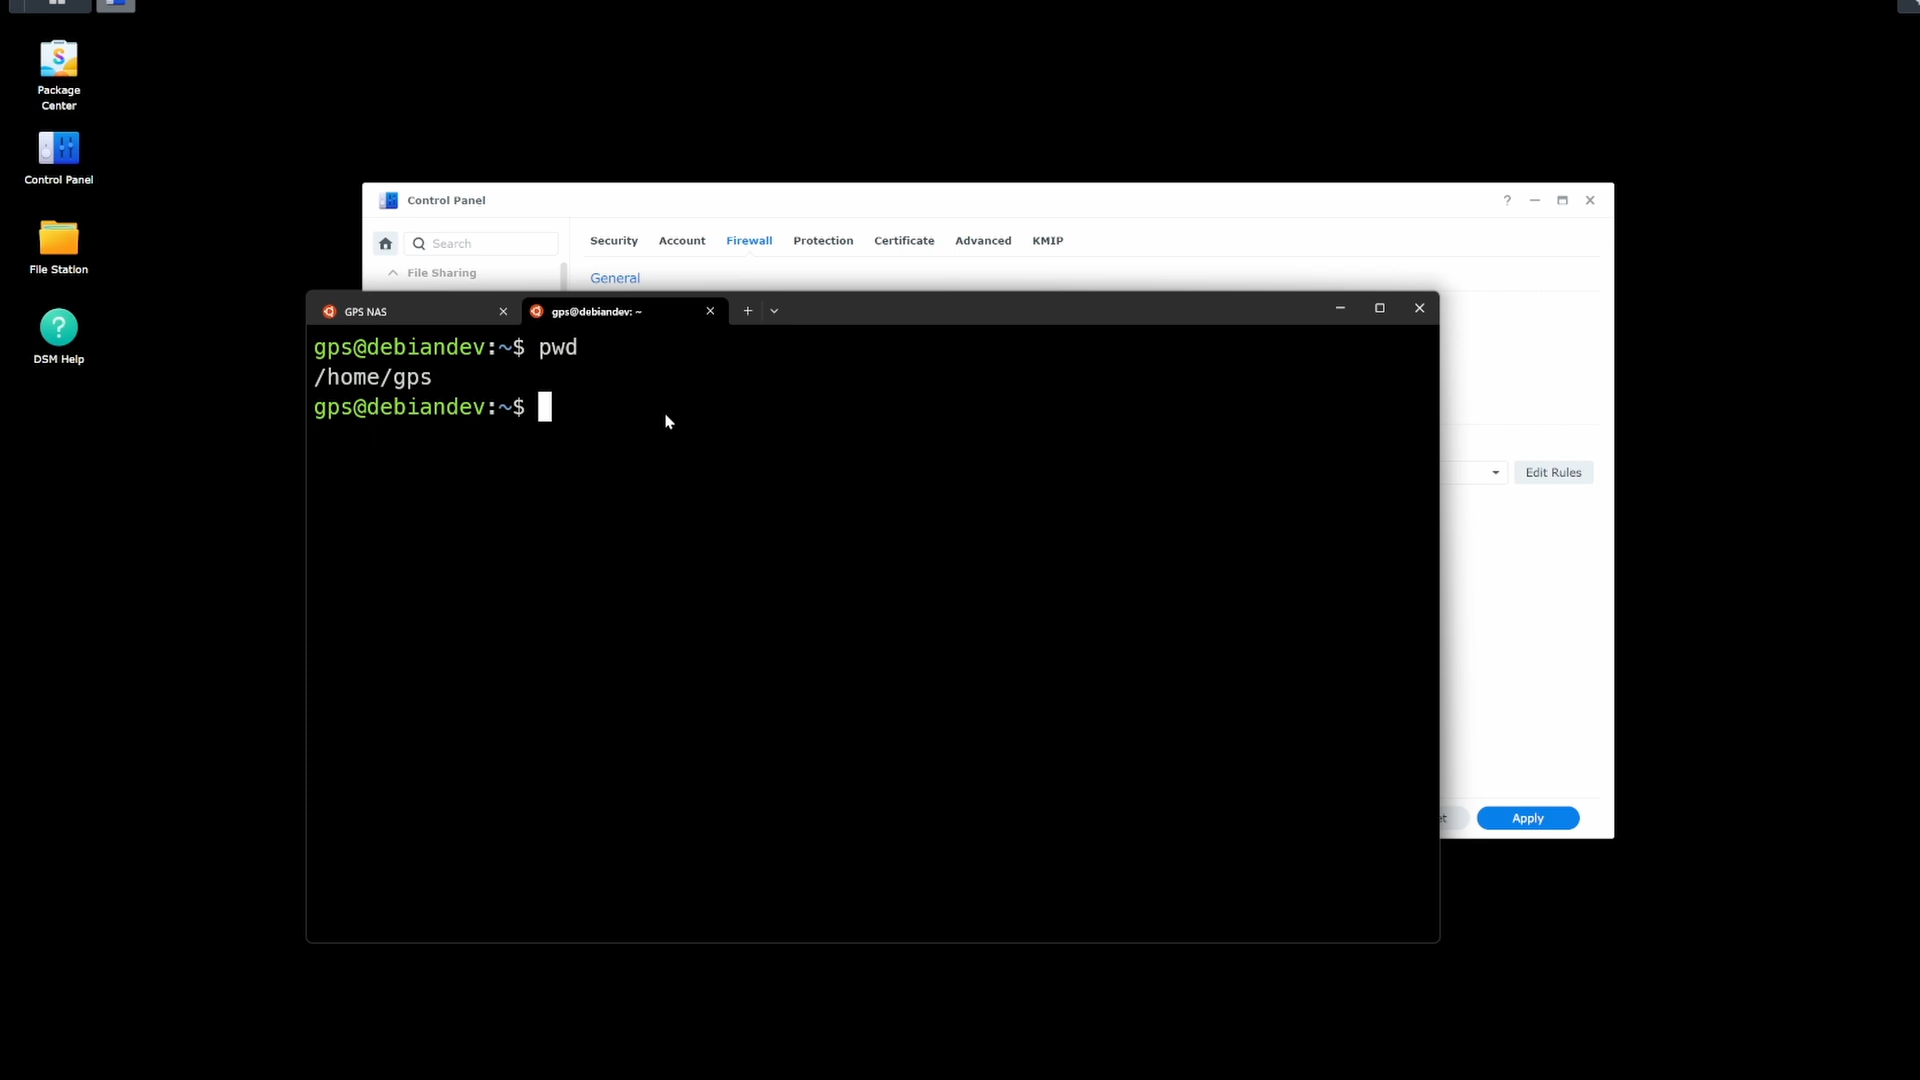 Package
Center
Control Panel
File Station
DSM Help
Control Panel
Search
File Sharing
Security Account Firewall Protection Certificate Advanced KMIP
General
GPS NAS
gps@debiandev: ~
gps@debiandev:~$ pwd
/home/gps
gps@debiandev:~$
Edit Rules
et
Apply